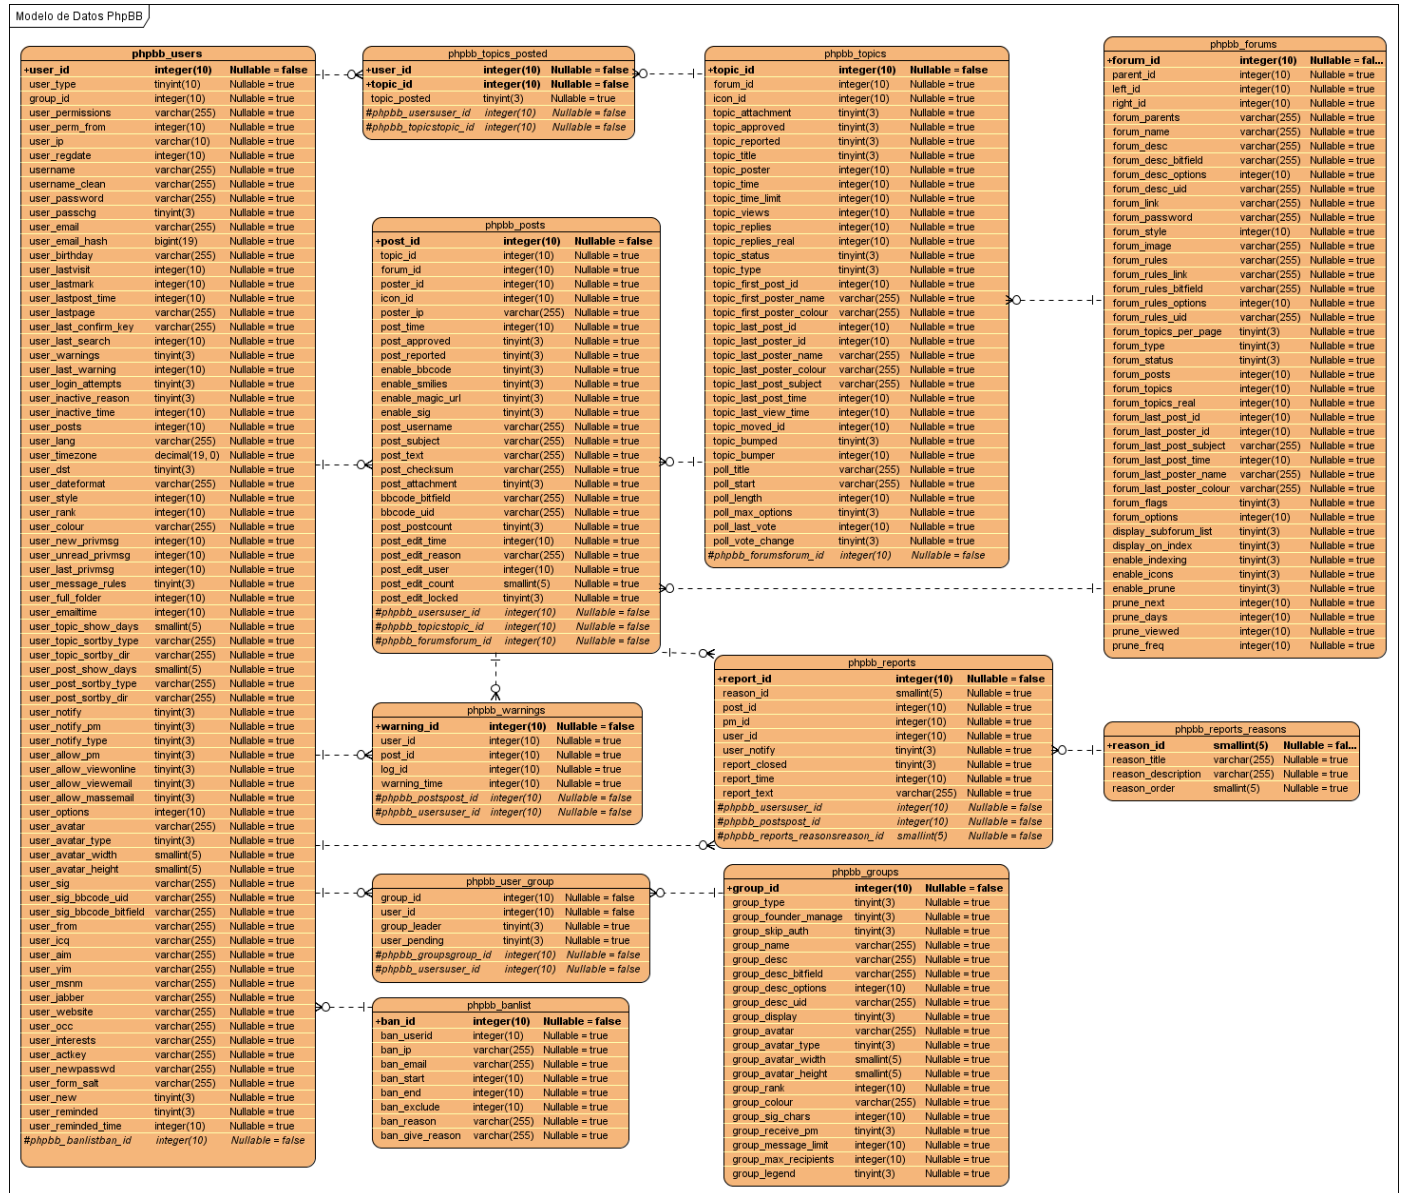 Modelo de Datos PhpBB
phpbb_users
+user_id integer(10) Nullable = false
user_type tinyint(10) Nullable = true
group_id integer(10) Nullable = true
user_permissions varchar(255) Nullable = true
user_perm_from integer(10) Nullable = true
user_ip varchar(10) Nullable = true
user_regdate integer(10) Nullable = true
username varchar(255) Nullable = true
username_clean varchar(255) Nullable = true
user_password varchar(255) Nullable = true
user_passchg tinyint(3) Nullable = true
user_email varchar(255) Nullable = true
user_email_hash bigint(19) Nullable = true
user_birthday varchar(255) Nullable = true
user_lastvisit integer(10) Nullable = true
user_lastmark integer(10) Nullable = true
user_lastpost_time integer(10) Nullable = true
user_lastpage varchar(255) Nullable = true
user_last_confirm_key varchar(255) Nullable = true
user_last_search integer(10) Nullable = true
user_warnings tinyint(3) Nullable = true
user_last_warning integer(10) Nullable = true
user_login_attempts tinyint(3) Nullable = true
user_inactive_reason tinyint(3) Nullable = true
user_inactive_time integer(10) Nullable = true
user_posts integer(10) Nullable = true
user_lang varchar(255) Nullable = true
user_timezone decimal(19, 0) Nullable = true
user_dst tinyint(3) Nullable = true
user_dateformat varchar(255) Nullable = true
user_style integer(10) Nullable = true
user_rank integer(10) Nullable = true
user_colour varchar(255) Nullable = true
user_new_privmsg integer(10) Nullable = true
user_unread_privmsg integer(10) Nullable = true
user_last_privmsg integer(10) Nullable = true
user_message_rules tinyint(3) Nullable = true
user_full_folder integer(10) Nullable = true
user_emailtime integer(10) Nullable = true
user_topic_show_days smallint(5) Nullable = true
user_topic_sortby_type varchar(255) Nullable = true
user_topic_sortby_dir varchar(255) Nullable = true
user_post_show_days smallint(5) Nullable = true
user_post_sortby_type varchar(255) Nullable = true
user_post_sortby_dir varchar(255) Nullable = true
user_notify tinyint(3) Nullable = true
user_notify_pm tinyint(3) Nullable = true
user_notify_type tinyint(3) Nullable = true
user_allow_pm tinyint(3) Nullable = true
user_allow_viewonline tinyint(3) Nullable = true
user_allow_viewemail tinyint(3) Nullable = true
user_allow_massemail tinyint(3) Nullable = true
user_options integer(10) Nullable = true
user_avatar varchar(255) Nullable = true
user_avatar_type tinyint(3) Nullable = true
user_avatar_width smallint(5) Nullable = true
user_avatar_height smallint(5) Nullable = true
user_sig varchar(255) Nullable = true
user_sig_bbcode_uid varchar(255) Nullable = true
user_sig_bbcode_bitfield varchar(255) Nullable = true
user_from varchar(255) Nullable = true
user_icq varchar(255) Nullable = true
user_aim varchar(255) Nullable = true
user_yim varchar(255) Nullable = true
user_msnm varchar(255) Nullable = true
user_jabber varchar(255) Nullable = true
user_website varchar(255) Nullable = true
user_occ varchar(255) Nullable = true
user_interests varchar(255) Nullable = true
user_actkey varchar(255) Nullable = true
user_newpasswd varchar(255) Nullable = true
user_form_salt varchar(255) Nullable = true
user_new tinyint(3) Nullable = true
user_reminded tinyint(3) Nullable = true
user_reminded_time integer(10) Nullable = true
#phpbb_banlistban_id integer(10) Nullable = false
phpbb_topics_posted
+user_id integer(10) Nullable = false
+topic_id integer(10) Nullable = false
topic_posted tinyint(3) Nullable = true
#phpbb_usersuser_id integer(10) Nullable = false
#phpbb_topicstopic_id integer(10) Nullable = false
phpbb_posts
+post_id integer(10) Nullable = false
topic_id integer(10) Nullable = true
forum_id integer(10) Nullable = true
poster_id integer(10) Nullable = true
icon_id integer(10) Nullable = true
poster_ip varchar(255) Nullable = true
post_time integer(10) Nullable = true
post_approved tinyint(3) Nullable = true
post_reported tinyint(3) Nullable = true
enable_bbcode tinyint(3) Nullable = true
enable_smilies tinyint(3) Nullable = true
enable_magic_url tinyint(3) Nullable = true
enable_sig tinyint(3) Nullable = true
post_username varchar(255) Nullable = true
post_subject varchar(255) Nullable = true
post_text varchar(255) Nullable = true
post_checksum varchar(255) Nullable = true
post_attachment tinyint(3) Nullable = true
bbcode_bitfield varchar(255) Nullable = true
bbcode_uid varchar(255) Nullable = true
post_postcount tinyint(3) Nullable = true
post_edit_time integer(10) Nullable = true
post_edit_reason varchar(255) Nullable = true
post_edit_user integer(10) Nullable = true
post_edit_count smallint(5) Nullable = true
post_edit_locked tinyint(3) Nullable = true
#phpbb_usersuser_id integer(10) Nullable = false
#phpbb_topicstopic_id integer(10) Nullable = false
#phpbb_forumsforum_id integer(10) Nullable = false
phpbb_warnings
+warning_id integer(10) Nullable = false
user_id integer(10) Nullable = true
post_id integer(10) Nullable = true
log_id integer(10) Nullable = true
warning_time integer(10) Nullable = true
#phpbb_postspost_id integer(10) Nullable = false
#phpbb_usersuser_id integer(10) Nullable = false
phpbb_user_group
group_id integer(10) Nullable = false
user_id integer(10) Nullable = false
group_leader tinyint(3) Nullable = true
user_pending tinyint(3) Nullable = true
#phpbb_groupsgroup_id integer(10) Nullable = false
#phpbb_usersuser_id integer(10) Nullable = false
phpbb_banlist
+ban_id integer(10) Nullable = false
ban_userid integer(10) Nullable = true
ban_ip varchar(255) Nullable = true
ban_email varchar(255) Nullable = true
ban_start integer(10) Nullable = true
ban_end integer(10) Nullable = true
ban_exclude integer(10) Nullable = true
ban_reason varchar(255) Nullable = true
ban_give_reason varchar(255) Nullable = true
phpbb_topics
+topic_id integer(10) Nullable = false
forum_id integer(10) Nullable = true
icon_id integer(10) Nullable = true
topic_attachment tinyint(3) Nullable = true
topic_approved tinyint(3) Nullable = true
topic_reported tinyint(3) Nullable = true
topic_title tinyint(3) Nullable = true
topic_poster integer(10) Nullable = true
topic_time integer(10) Nullable = true
topic_time_limit integer(10) Nullable = true
topic_views integer(10) Nullable = true
topic_replies integer(10) Nullable = true
topic_replies_real integer(10) Nullable = true
topic_status tinyint(3) Nullable = true
topic_type tinyint(3) Nullable = true
topic_first_post_id integer(10) Nullable = true
topic_first_poster_name varchar(255) Nullable = true
topic_first_poster_colour varchar(255) Nullable = true
topic_last_post_id integer(10) Nullable = true
topic_last_poster_id integer(10) Nullable = true
topic_last_poster_name varchar(255) Nullable = true
topic_last_poster_colour varchar(255) Nullable = true
topic_last_post_subject varchar(255) Nullable = true
topic_last_post_time integer(10) Nullable = true
topic_last_view_time integer(10) Nullable = true
topic_moved_id integer(10) Nullable = true
topic_bumped tinyint(3) Nullable = true
topic_bumper integer(10) Nullable = true
poll_title varchar(255) Nullable = true
poll_start varchar(255) Nullable = true
poll_length integer(10) Nullable = true
poll_max_options tinyint(3) Nullable = true
poll_last_vote integer(10) Nullable = true
poll_vote_change tinyint(3) Nullable = true
#phpbb_forumsforum_id integer(10) Nullable = false
phpbb_reports
+report_id integer(10) Nullable = false
reason_id smallint(5) Nullable = true
post_id integer(10) Nullable = true
pm_id integer(10) Nullable = true
user_id integer(10) Nullable = true
user_notify tinyint(3) Nullable = true
report_closed tinyint(3) Nullable = true
report_time integer(10) Nullable = true
report_text varchar(255) Nullable = true
#phpbb_usersuser_id integer(10) Nullable = false
#phpbb_postspost_id integer(10) Nullable = false
#phpbb_reports_reasonsreason_id smallint(5) Nullable = false
phpbb_groups
+group_id integer(10) Nullable = false
group_type tinyint(3) Nullable = true
group_founder_manage tinyint(3) Nullable = true
group_skip_auth tinyint(3) Nullable = true
group_name varchar(255) Nullable = true
group_desc varchar(255) Nullable = true
group_desc_bitfield varchar(255) Nullable = true
group_desc_options integer(10) Nullable = true
group_desc_uid varchar(255) Nullable = true
group_display tinyint(3) Nullable = true
group_avatar varchar(255) Nullable = true
group_avatar_type tinyint(3) Nullable = true
group_avatar_width smallint(5) Nullable = true
group_avatar_height smallint(5) Nullable = true
group_rank integer(10) Nullable = true
group_colour varchar(255) Nullable = true
group_sig_chars integer(10) Nullable = true
group_receive_pm tinyint(3) Nullable = true
group_message_limit integer(10) Nullable = true
group_max_recipients integer(10) Nullable = true
group_legend tinyint(3) Nullable = true
phpbb_forums
+forum_id integer(10) Nullable = fal...
parent_id integer(10) Nullable = true
left_id integer(10) Nullable = true
right_id integer(10) Nullable = true
forum_parents varchar(255) Nullable = true
forum_name varchar(255) Nullable = true
forum_desc varchar(255) Nullable = true
forum_desc_bitfield varchar(255) Nullable = true
forum_desc_options integer(10) Nullable = true
forum_desc_uid varchar(255) Nullable = true
forum_link varchar(255) Nullable = true
forum_password varchar(255) Nullable = true
forum_style integer(10) Nullable = true
forum_image varchar(255) Nullable = true
forum_rules varchar(255) Nullable = true
forum_rules_link varchar(255) Nullable = true
forum_rules_bitfield varchar(255) Nullable = true
forum_rules_options integer(10) Nullable = true
forum_rules_uid varchar(255) Nullable = true
forum_topics_per_page tinyint(3) Nullable = true
forum_type tinyint(3) Nullable = true
forum_status tinyint(3) Nullable = true
forum_posts integer(10) Nullable = true
forum_topics integer(10) Nullable = true
forum_topics_real integer(10) Nullable = true
forum_last_post_id integer(10) Nullable = true
forum_last_poster_id integer(10) Nullable = true
forum_last_post_subject varchar(255) Nullable = true
forum_last_post_time integer(10) Nullable = true
forum_last_poster_name varchar(255) Nullable = true
forum_last_poster_colour varchar(255) Nullable = true
forum_flags tinyint(3) Nullable = true
forum_options integer(10) Nullable = true
display_subforum_list tinyint(3) Nullable = true
display_on_index tinyint(3) Nullable = true
enable_indexing tinyint(3) Nullable = true
enable_icons tinyint(3) Nullable = true
enable_prune tinyint(3) Nullable = true
prune_next integer(10) Nullable = true
prune_days integer(10) Nullable = true
prune_viewed integer(10) Nullable = true
prune_freq integer(10) Nullable = true
phpbb_reports_reasons
+reason_id smallint(5) Nullable = fal...
reason_title varchar(255) Nullable = true
reason_description varchar(255) Nullable = true
reason_order smallint(5) Nullable = true